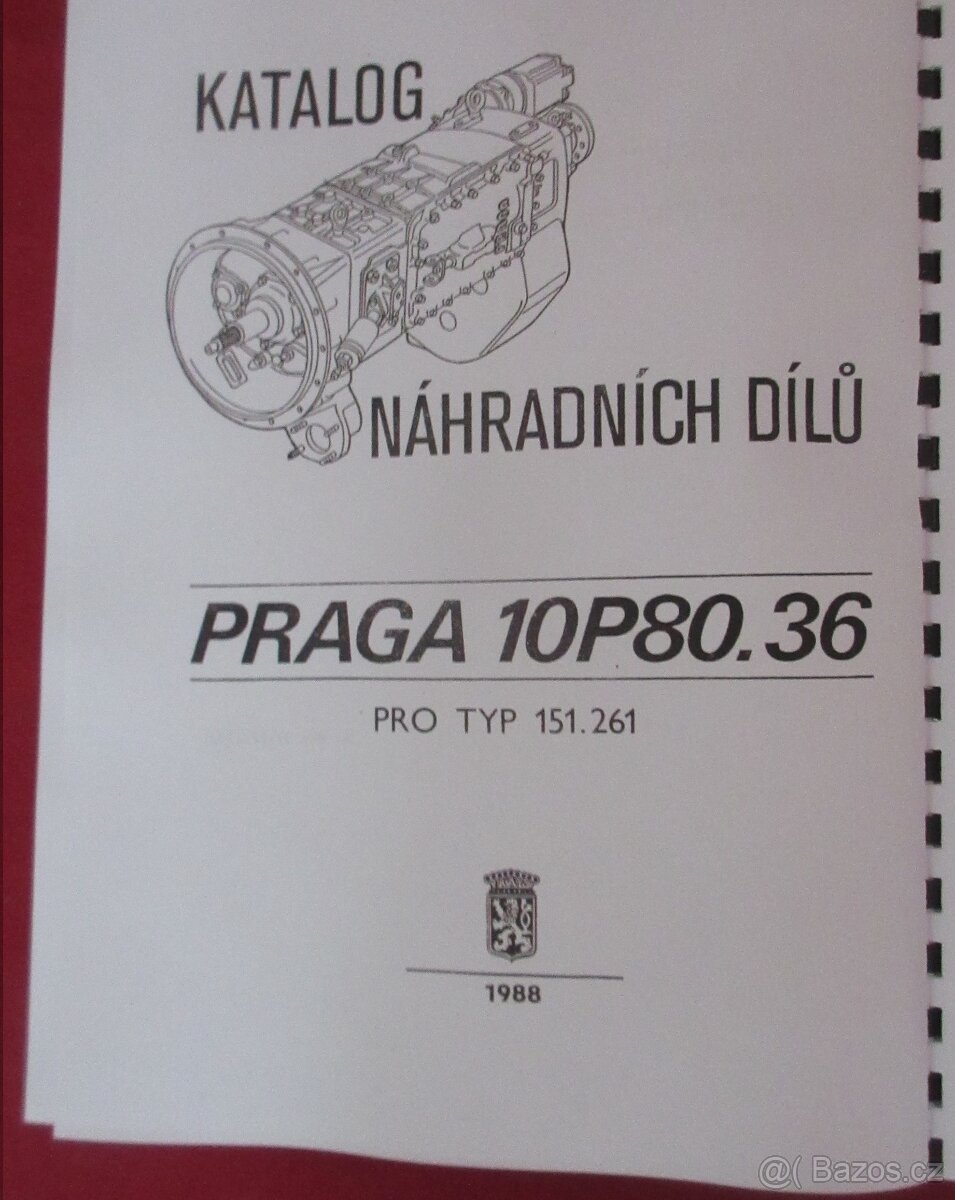 KATALOG
NÁHRADNÍCH DÍLŮ
PRAGA 10P80.36
PRO TYP 151.261
1988
@( Bazos.cz